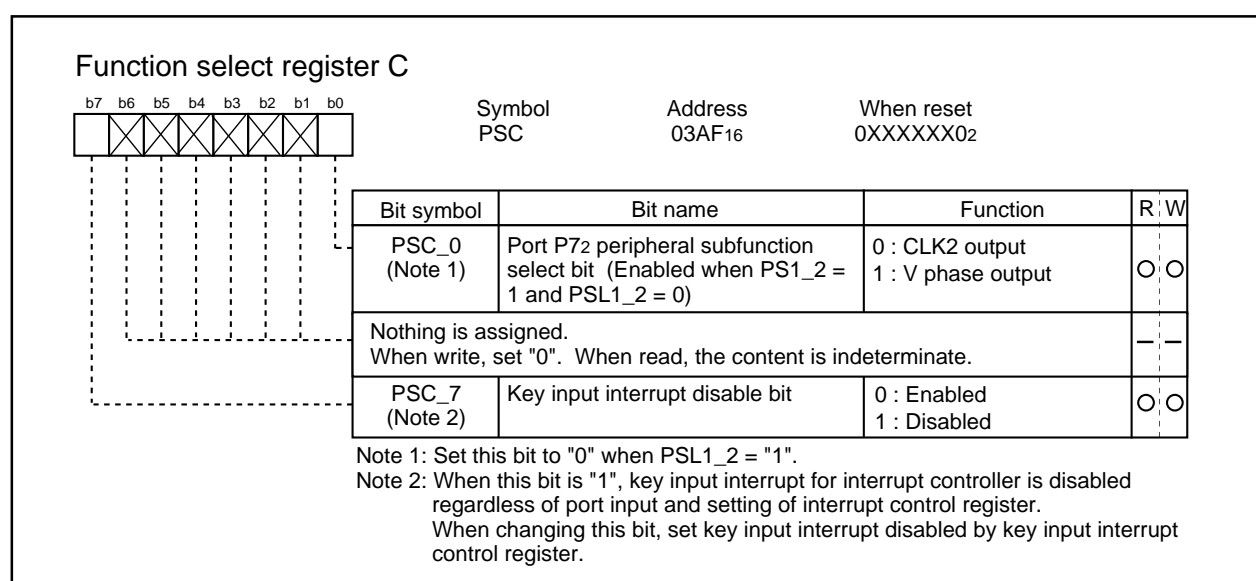 Function select register C
b7 b6 b5 b4 b3 b2 b1 b0
Symbol Address When reset
PSC 03AF16 0XXXXXX02
Bit symbol Bit name Function R W
PSC_0 Port P72 peripheral subfunction 0 : CLK2 output
(Note 1) select bit (Enabled when PS1_2 = 1 : V phase output
1 and PSL1_2 = 0)
Nothing is assigned.
When write, set "0". When read, the content is indeterminate.
PSC_7 Key input interrupt disable bit 0 : Enabled
(Note 2) 1 : Disabled
Note 1: Set this bit to "0" when PSL1_2 = "1".
Note 2: When this bit is "1", key input interrupt for interrupt controller is disabled
regardless of port input and setting of interrupt control register.
When changing this bit, set key input interrupt disabled by key input interrupt
control register.